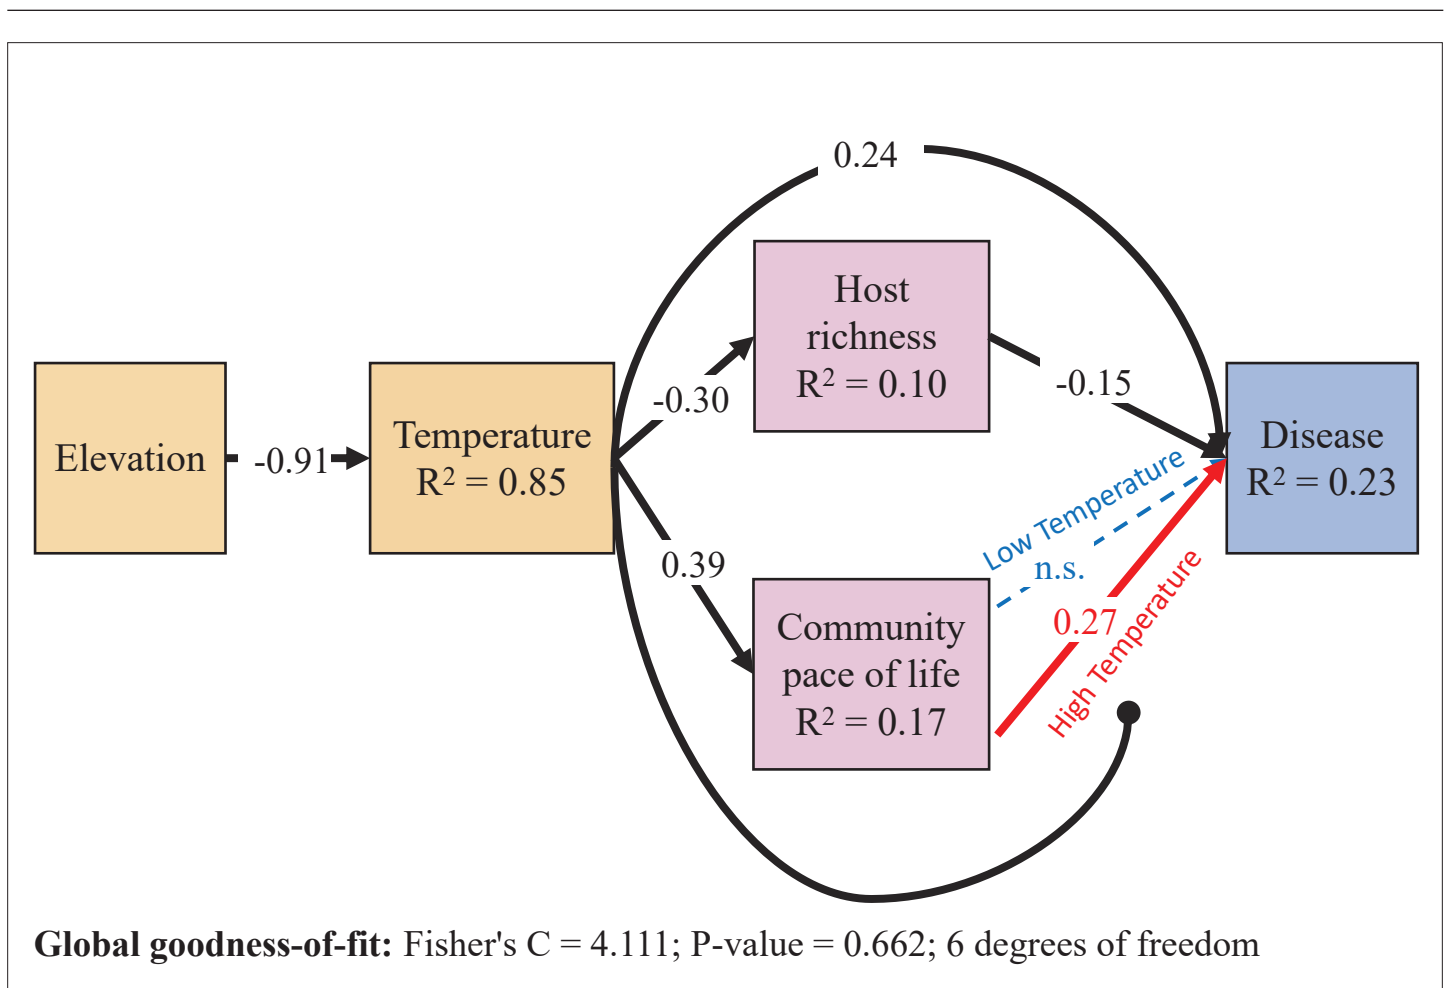 0.24
Host
richness
R² = 0.10
-0.30
-0.15
Elevation
-0.91
Temperature
R² = 0.85
Disease
R² = 0.23
Low Temperature
n.s.
0.39
0.27
High Temperature
Community
pace of life
R² = 0.17
Global goodness-of-fit: Fisher's C = 4.111; P-value = 0.662; 6 degrees of freedom